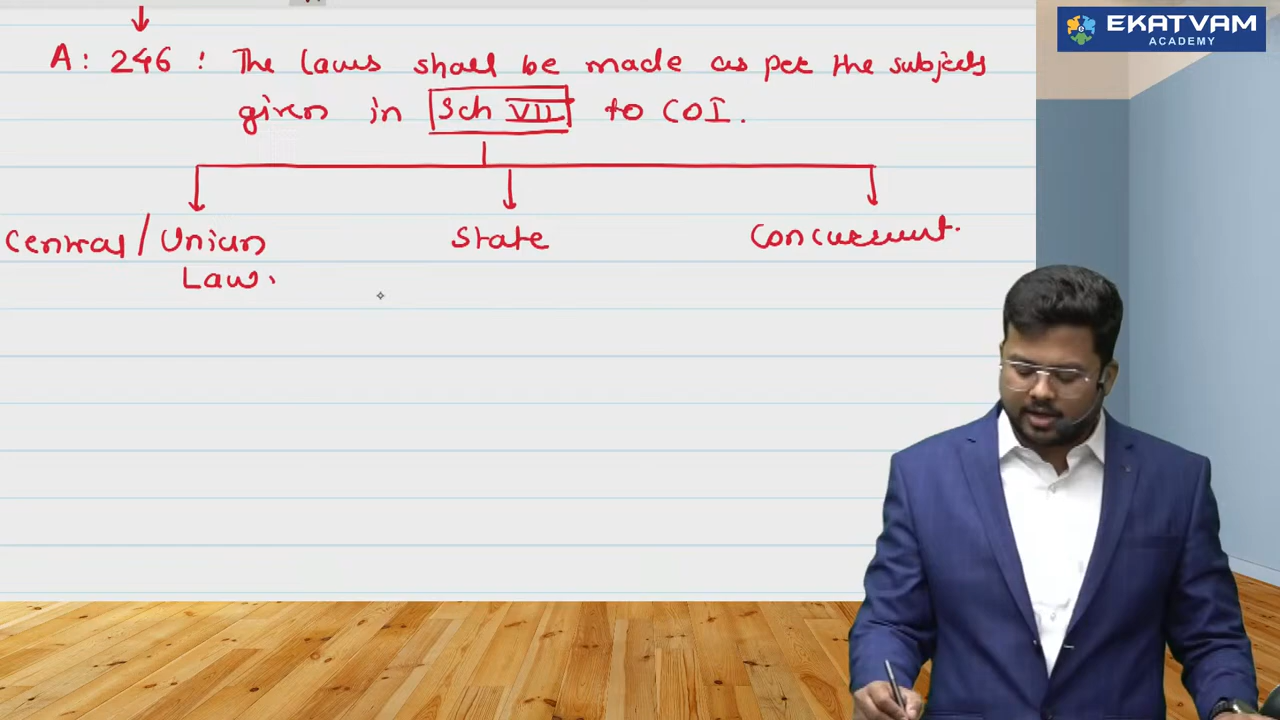 EKATVAM
ACADEMY
A: 246 : The laws shall be made as per the subjects
given in Sch VII to COI.
Central / Union State Concurrent.
Law.